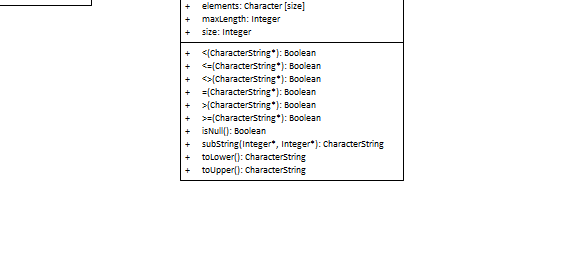 + elements: Character [size]
+ maxLength: Integer
+ size: Integer
+ <(CharacterString*): Boolean
+ <=(CharacterString*): Boolean
+ <>(CharacterString*): Boolean
+ =(CharacterString*): Boolean
+ >(CharacterString*): Boolean
+ >=(CharacterString*): Boolean
+ isNull(): Boolean
+ subString(Integer*, Integer*): CharacterString
+ toLower(): CharacterString
+ toUpper(): CharacterString